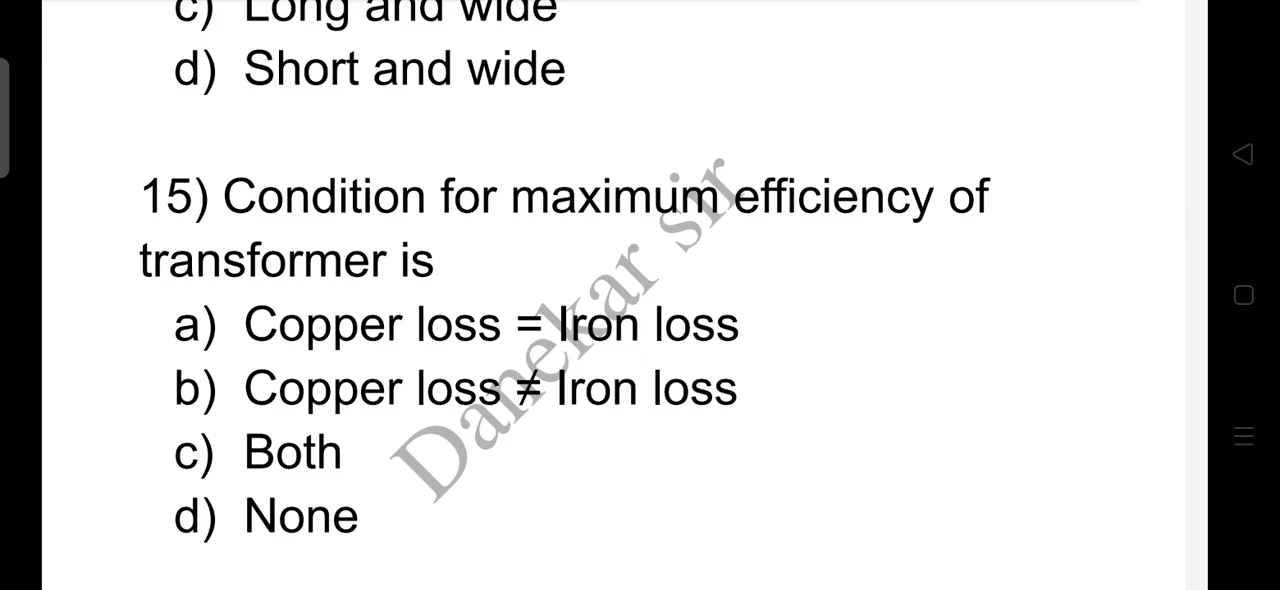 c) Long and wide
d) Short and wide
15) Condition for maximum efficiency of
transformer is
a) Copper loss = Iron loss
b) Copper loss ≠ Iron loss
c) Both
d) None
Danekar sir